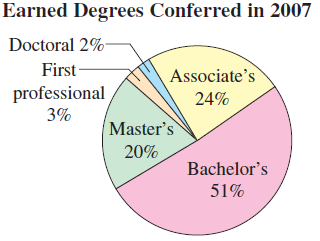 Earned Degrees Conferred in 2007
Doctoral 2%
First
professional
3%
Associate's
24%
Master's
20%
Bachelor's
51%